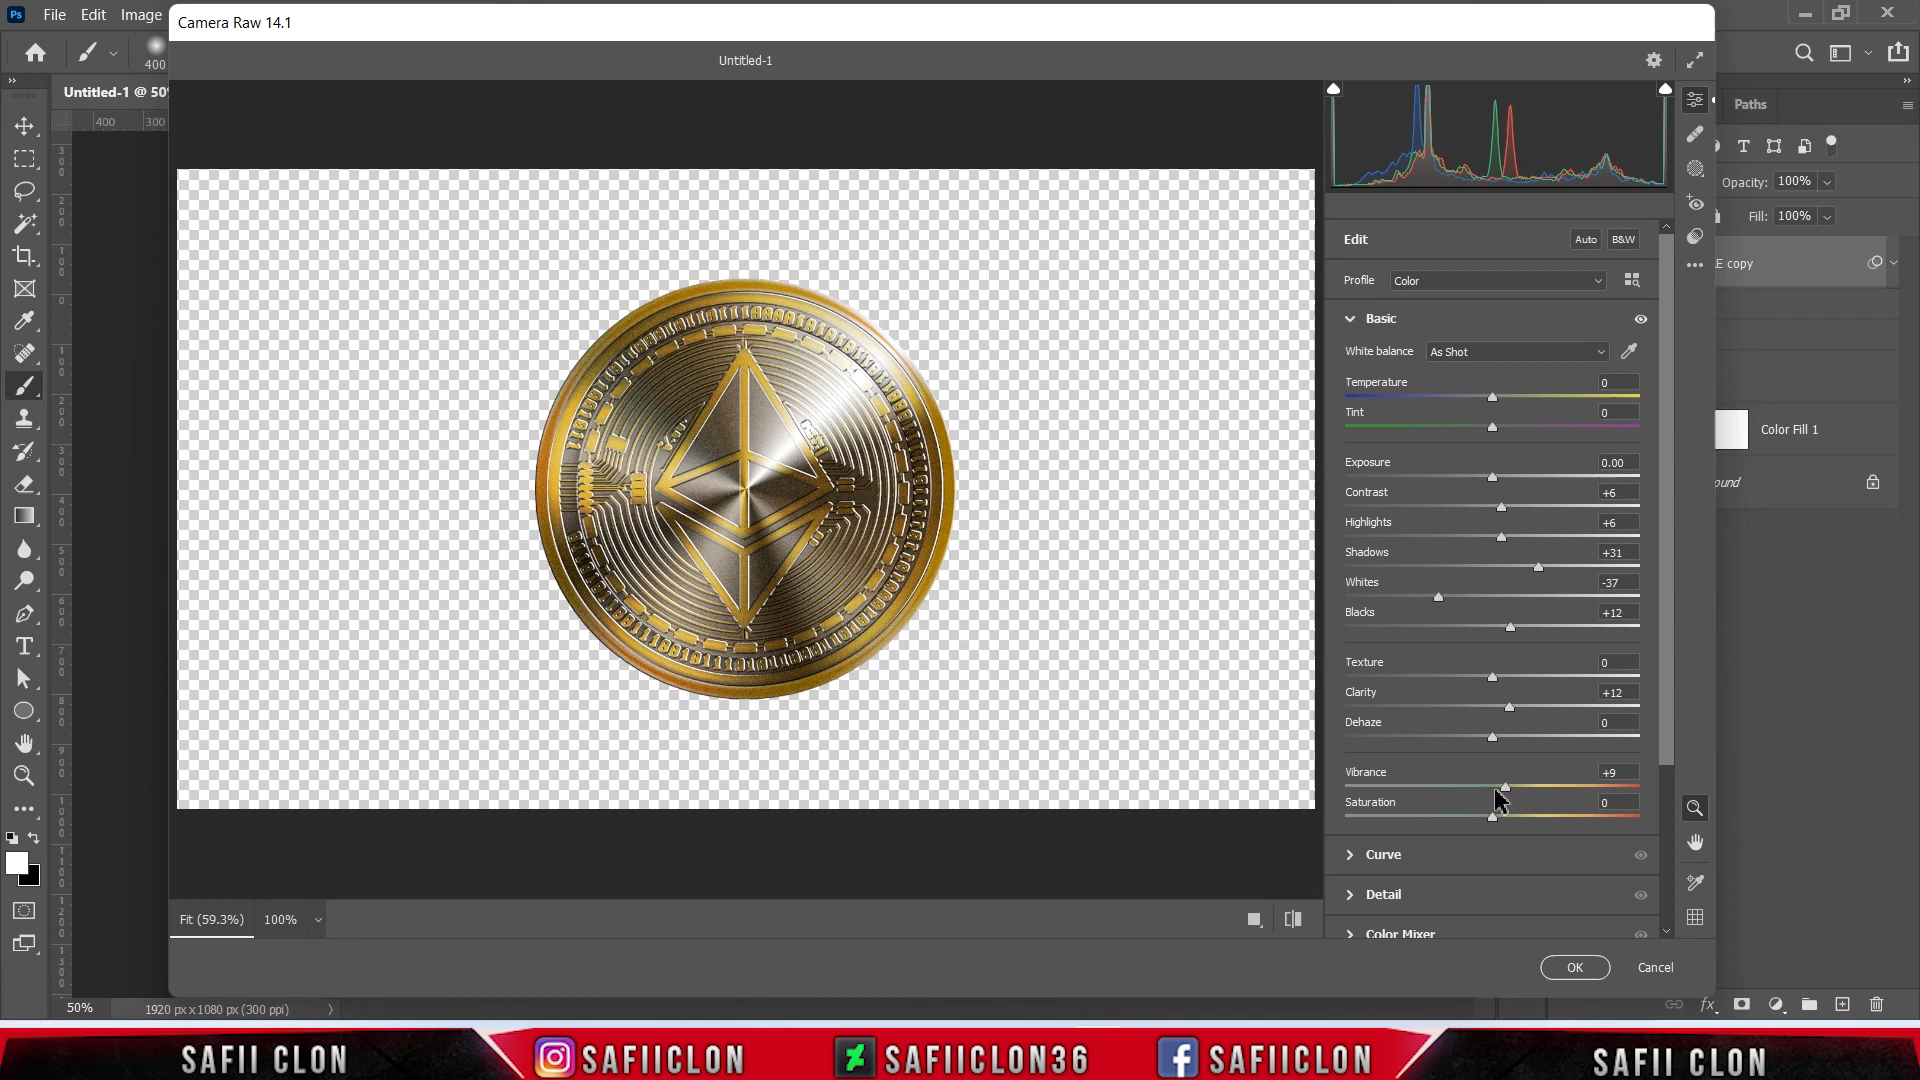 Ps File Edit Image
Camera Raw 14.1
Untitled-1
400
Untitled-1 @ 50%
400 300
Paths
Opacity: 100%
Fill: 100%
Edit Auto B&W
Profile Color
E copy
Basic
White balance As Shot
Temperature 0
Tint 0
Color Fill 1
Exposure 0.00
Contrast +6
ound
Highlights +6
Shadows +31
Whites -37
Blacks +12
Texture 0
Clarity +12
Dehaze 0
Vibrance +9
Saturation 0
Curve
Detail
Color Mixer
Fit (59.3%) 100%
OK Cancel
50% 1920 px x 1080 px (300 ppi)
fx
SAFII CLON SAFIICLON SAFIICLON36 SAFIICLON SAFII CLON